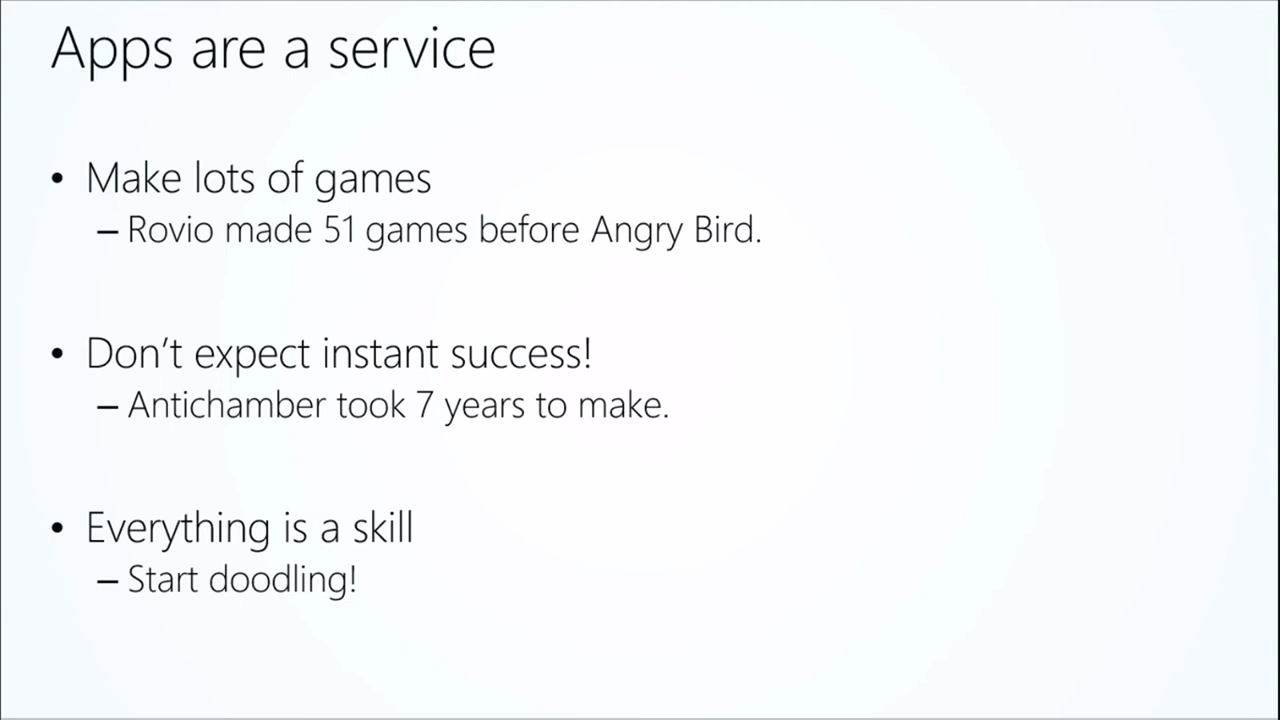 Apps are a service
• Make lots of games
– Rovio made 51 games before Angry Bird.
• Don't expect instant success!
– Antichamber took 7 years to make.
• Everything is a skill
– Start doodling!